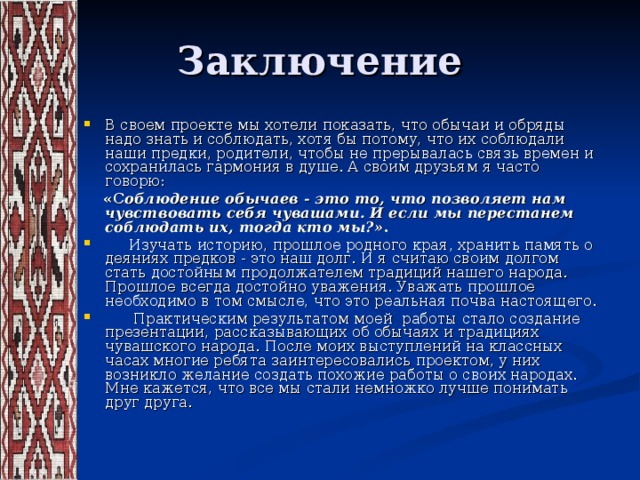 Заключение
В своем проекте мы хотели показать, что обычаи и обряды
надо знать и соблюдать, хотя бы потому, что их соблюдали
наши предки, родители, чтобы не прерывалась связь времен и
сохранилась гармония в душе. А своим друзьям я часто
говорю:
«Соблюдение обычаев - это то, что позволяет нам
чувствовать себя чувашами. И если мы перестанем
соблюдать их, тогда кто мы?».
Изучать историю, прошлое родного края, хранить память о
деяниях предков - это наш долг. И я считаю своим долгом
стать достойным продолжателем традиций нашего народа.
Прошлое всегда достойно уважения. Уважать прошлое
необходимо в том смысле, что это реальная почва настоящего.
Практическим результатом моей работы стало создание
презентации, рассказывающих об обычаях и традициях
чувашского народа. После моих выступлений на классных
часах многие ребята заинтересовались проектом, у них
возникло желание создать похожие работы о своих народах.
Мне кажется, что все мы стали немножко лучше понимать
друг друга.